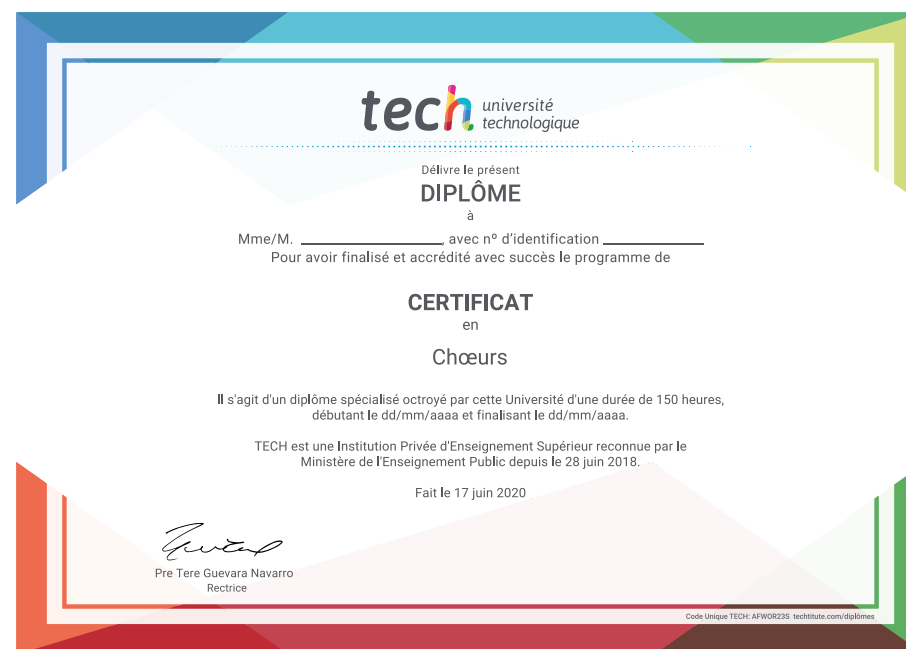 tech université
technologique
Délivre le présent
DIPLÔME
à
Mme/M. ____________________, avec nº d'identification ______________
Pour avoir finalisé et accrédité avec succès le programme de
CERTIFICAT
en
Chœurs
Il s'agit d'un diplôme spécialisé octroyé par cette Université d'une durée de 150 heures,
débutant le dd/mm/aaaa et finalisant le dd/mm/aaaa.
TECH est une Institution Privée d'Enseignement Supérieur reconnue par le
Ministère de l'Enseignement Public depuis le 28 juin 2018.
Fait le 17 juin 2020
Pre Tere Guevara Navarro
Rectrice
Code Unique TECH: AFWOR23S techtitute.com/diplômes